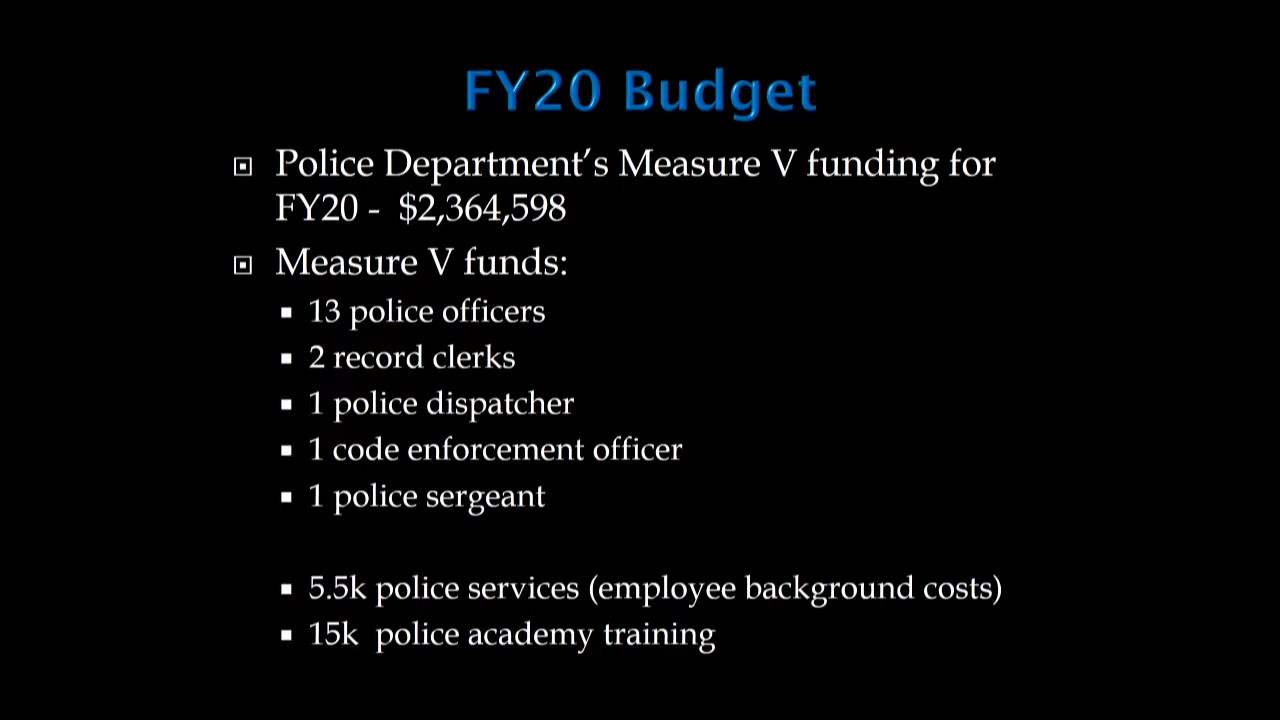 FY20 Budget
Police Department’s Measure V funding for
FY20 - $2,364,598
Measure V funds:
13 police officers
2 record clerks
1 police dispatcher
1 code enforcement officer
1 police sergeant
5.5k police services (employee background costs)
15k police academy training